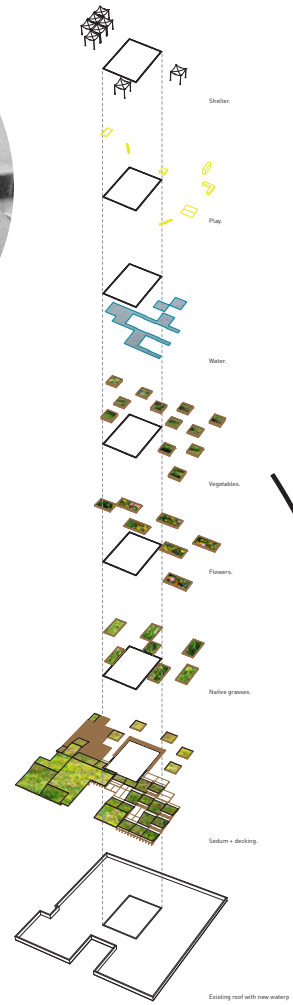 Shelter.
Play.
Water.
Vegetables.
Flowers.
Native grasses.
Sedum + decking.
Existing roof with new waterp